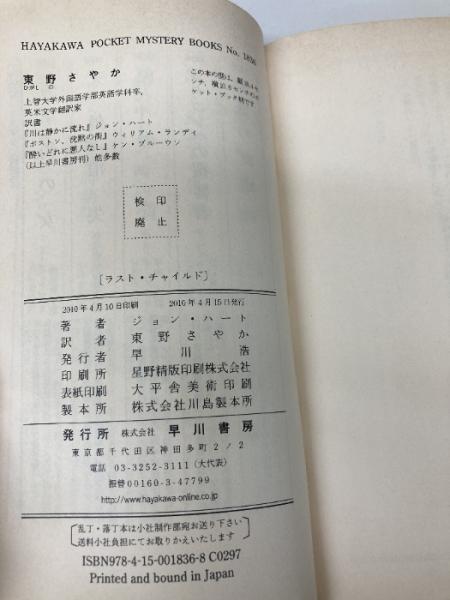 HAYAKAWA POCKET MYSTERY BOOKS No. 1836
東野さやか
ひがしの
上智大学外国語学部英語学科卒,
英米文学翻訳家
訳書
『川は静かに流れ』ジョン・ハート
『ボストン、沈黙の街』ウィリアム・ランデイ
『酔いどれに悪人なし』ケン・ブルーウン
(以上早川書房刊) 他多数
この本の型は,縦18.4セ
ンチ,横10.6センチのポ
ケット・ブック判です
検印
廃止
〔ラスト・チャイルド〕
2010年4月10日印刷 2010年4月15日発行
著者 ジョン・ハート
訳者 東野さやか
発行者 早川浩
印刷所 星野精版印刷株式会社
表紙印刷 大平舎美術印刷
製本所 株式会社川島製本所
発行所 株式会社 早川書房
東京都千代田区神田多町2ノ2
電話 03-3252-3111(大代表)
振替 00160-3-47799
http://www.hayakawa-online.co.jp
〔乱丁・落丁本は小社制作部宛お送り下さい
送料小社負担にてお取りかえいたします〕
ISBN978-4-15-001836-8 C0297
Printed and bound in Japan